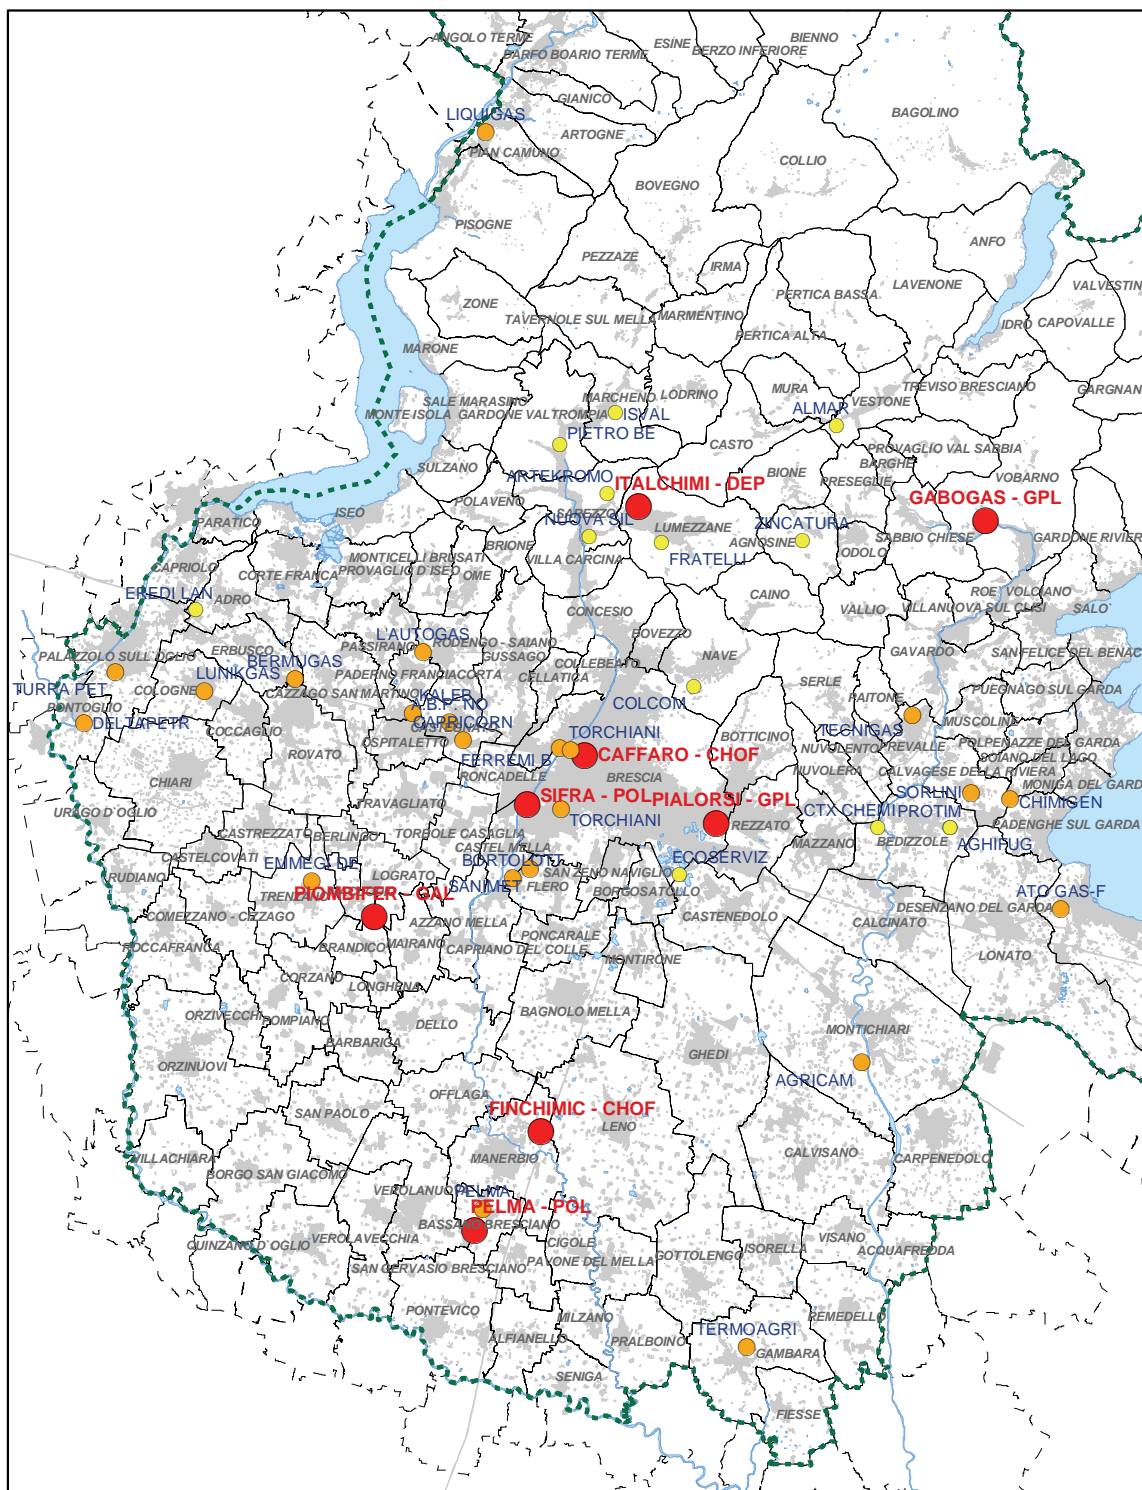 ANGOLO TERME
DARFO BOARIO TERME
ESINE
BERZO INFERIORE
BIENNO
GIANICO
BAGOLINO
LIQUIGAS
ARTOGNE
PIAN CAMUNO
COLLIO
BOVEGNO
PISOGNE
ANFO
PEZZAZE
IRMA
LAVENONE
VALVESTIN
ZONE
PERTICA BASSA
TAVERNOLE SUL MELLA
MARMENTINO
IDRO
CAPOVALLE
PERTICA ALTA
MARONE
SALE MARASINO
MARCHENO
LODRINO
MURA
TREVISO BRESCIANO
GARGNAN
VESTONE
MONTE ISOLA
GARDONE VALTROMPIA
ISVAL
ALMAR
PIETRO BE
CASTO
PROVAGLIO VAL SABBIA
BARGHE
SULZANO
ARTEKROMO
BIONE
PRESEGLIE
VOBARNO
ITALCHIMI - DEP
POLAVENO
GABOGAS - GPL
ISEO
SAREZZO
PARATICO
NUOVA SIL
LUMEZZANE
ZINCATURA
AGNOSINE
SABBIO CHIESE
GARDONE RIVIER
ODOLO
BRIONE
MONTICELLI BRUSATI
PROVAGLIO D'ISEO
VILLA CARCINA
FRATELLI
CAPRIOLO
CORTE FRANCA
OME
EREDI LAN
ADRO
CONCESIO
CAINO
ROE` VOLCIANO
VALLIO
VILLANUOVA SUL CLISI
SALO`
BOVEZZO
L'AUTOGAS
RODENGO - SAIANO
PASSIRANO
ERBUSCO
GUSSAGO
NAVE
GAVARDO
SAN FELICE DEL BENAC
PALAZZOLO SULL`OGLIO
BERMUGAS
COLLEBEATO
CELLATICA
LUNIKGAS
PADERNO FRANCIACORTA
SERLE
TURRA PET
COLOGNE
CAZZAGO SAN MARTINO
PUEGNAGO SUL GARDA
PAITONE
COLCOM
PONTOGLIO
DELTAPETR
CAPRICORN
CASTEGNATO
TORCHIANI
BOTTICINO
TECNIGAS
MUSCOLINE
COCCAGLIO
OSPITALETTO
POLPENAZZE DEL GARDA
NUVOLENTO
PREVALLE
SOIANO DEL LAGO
ROVATO
FERREMI B
CAFFARO - CHOF
NUVOLERA
CALVAGESE DELLA RIVIERA
RONCADELLE
BRESCIA
MONIGA DEL GARD
CHIARI
SIFRA - POL
PIALORSI - GPL
SORLINI
CHIMIGEN
TRAVAGLIATO
URAGO D'OGLIO
TORCHIANI
REZZATO
CTX CHEMI
PROTIM
PADENGHE SUL GARDA
CASTREZZATO
BERLINGO
TORBOLE CASAGLIA
MAZZANO
BEDIZZOLE
AGHIFUG
CASTEL MELLA
CASTELCOVATI
EMMEGI DE
BORTOLOTT
ECOSERVIZ
RUDIANO
LOGRATO
SAN ZENO NAVIGLIO
SANIMET
FLERO
BORGOSATOLLO
ATO GAS-F
PIOMBIFER - GAL
COMEZZANO - CIZZAGO
AZZANO MELLA
CASTENEDOLO
DESENZANO DEL GARDA
CALCINATO
PONCARALE
ROCCAFRANCA
BRANDICO
MAIRANO
CAPRIANO DEL COLLE
MONTIRONE
LONATO
CORZANO
LONGHENA
ORZIVECCHI
POMPIANO
DELLO
BAGNOLO MELLA
MONTICHIARI
BARBARIGA
GHEDI
ORZINUOVI
AGRICAM
OFFLAGA
SAN PAOLO
FINCHIMIC - CHOF
LENO
VILLACHIARA
MANERBIO
CALVISANO
CARPENEDOLO
BORGO SAN GIACOMO
VEROLANUOVA
PELMA
PELMA - POL
BASSANO BRESCIANO
QUINZANO D`OGLIO
VEROLAVECCHIA
CIGOLE
ISORELLA
VISANO
ACQUAFREDDA
SAN GERVASIO BRESCIANO
PAVONE DEL MELLA
GOTTOLENGO
PONTEVICO
MILZANO
REMEDELLO
ALFIANELLO
PRALBOINO
TERMOAGRI
GAMBARA
SENIGA
FIESSE